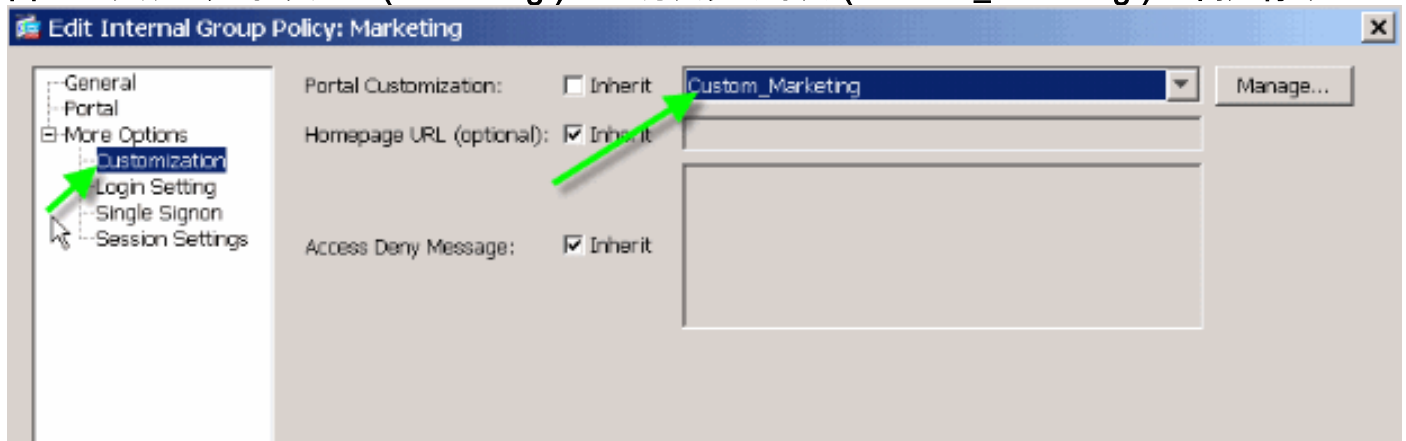 Edit Internal Group Policy: Marketing
General
Portal
More Options
Customization
Login Setting
Single Signon
Session Settings
Portal Customization: Inherit Custom_Marketing Manage...
Homepage URL (optional): Inherit
Access Deny Message: Inherit